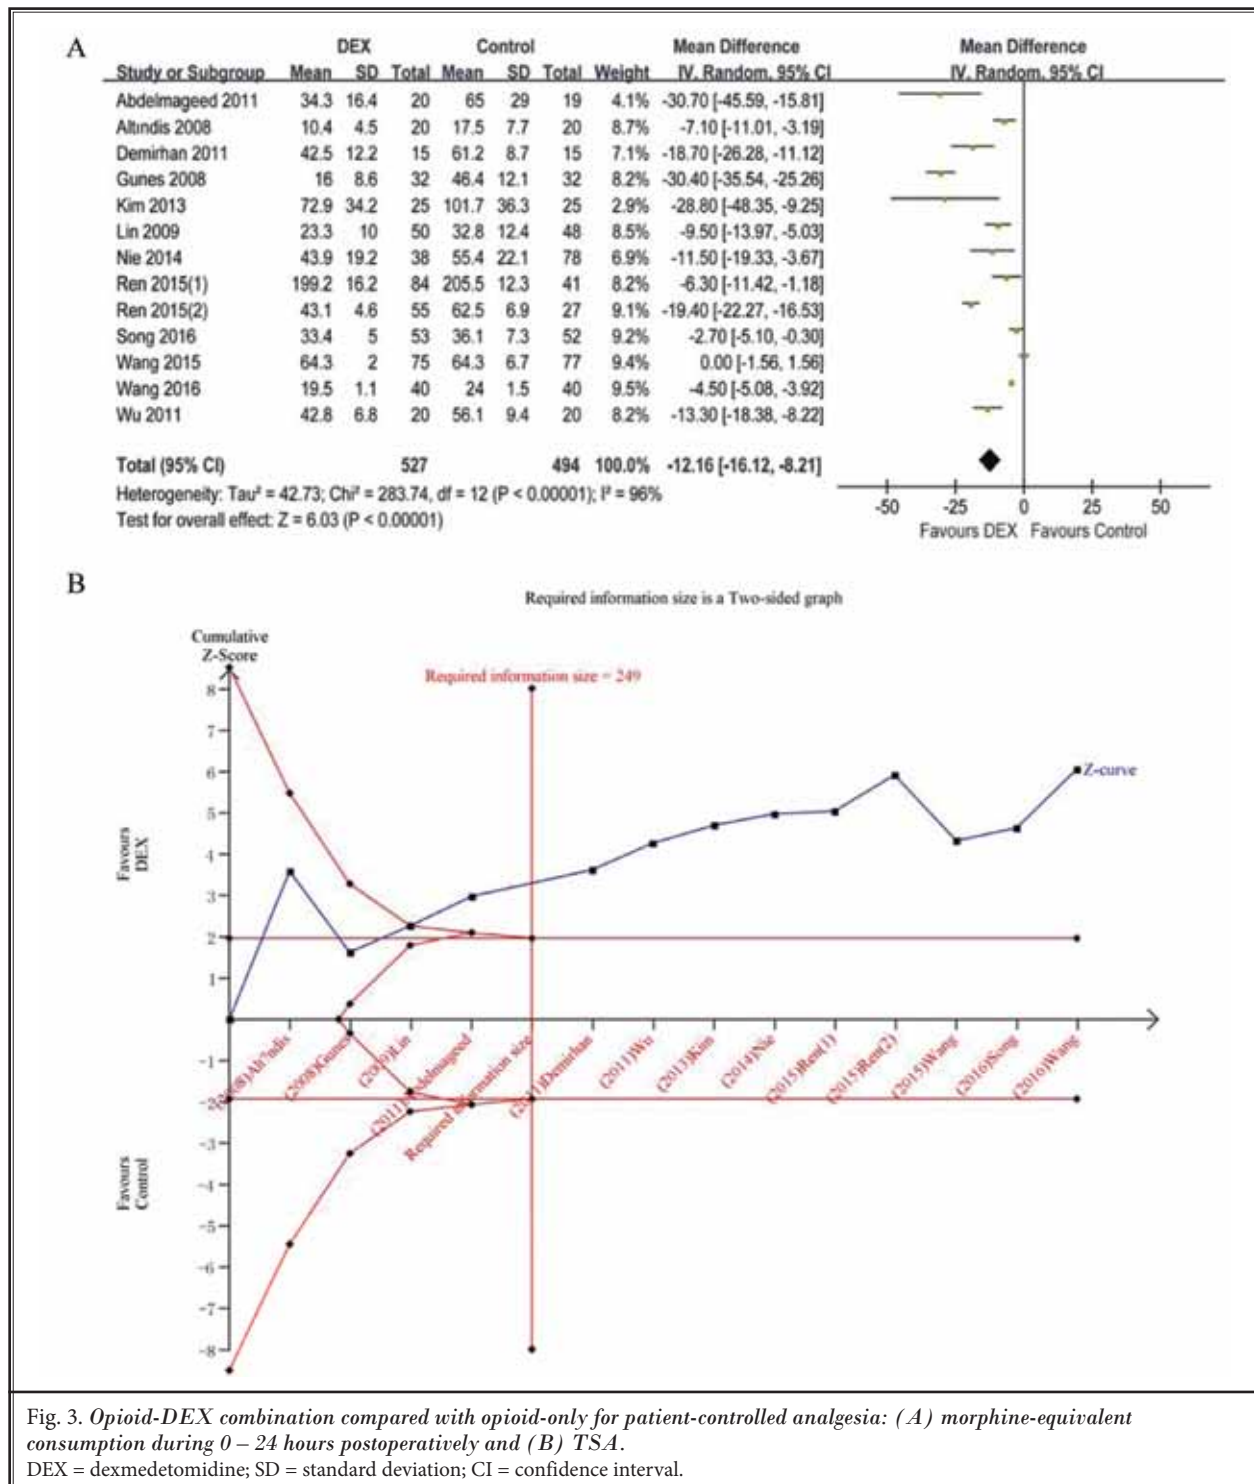 A
DEX Control Mean Difference Mean Difference
Study or Subgroup Mean SD Total Mean SD Total Weight IV, Random, 95% CI IV, Random, 95% CI
Abdelmageed 2011 34.3 16.4 20 65 29 19 4.1% -30.70 [-45.59, -15.81]
Altındis 2008 10.4 4.5 20 17.5 7.7 20 8.7% -7.10 [-11.01, -3.19]
Demirhan 2011 42.5 12.2 15 61.2 8.7 15 7.1% -18.70 [-26.28, -11.12]
Gunes 2008 16 8.6 32 46.4 12.1 32 8.2% -30.40 [-35.54, -25.26]
Kim 2013 72.9 34.2 25 101.7 36.3 25 2.9% -28.80 [-48.35, -9.25]
Lin 2009 23.3 10 50 32.8 12.4 48 8.5% -9.50 [-13.97, -5.03]
Nie 2014 43.9 19.2 38 55.4 22.1 78 6.9% -11.50 [-19.33, -3.67]
Ren 2015(1) 199.2 16.2 84 205.5 12.3 41 8.2% -6.30 [-11.42, -1.18]
Ren 2015(2) 43.1 4.6 55 62.5 6.9 27 9.1% -19.40 [-22.27, -16.53]
Song 2016 33.4 5 53 36.1 7.3 52 9.2% -2.70 [-5.10, -0.30]
Wang 2015 64.3 2 75 64.3 6.7 77 9.4% 0.00 [-1.56, 1.56]
Wang 2016 19.5 1.1 40 24 1.5 40 9.5% -4.50 [-5.08, -3.92]
Wu 2011 42.8 6.8 20 56.1 9.4 20 8.2% -13.30 [-18.38, -8.22]
Total (95% CI) 527 494 100.0% -12.16 [-16.12, -8.21]
Heterogeneity: Tau² = 42.73; Chi² = 283.74, df = 12 (P < 0.00001); I² = 96%
Test for overall effect: Z = 6.03 (P < 0.00001)
-50 -25 0 25 50
Favours DEX Favours Control
B
Required information size is a Two-sided graph
Cumulative
Z-Score
Required information size = 249
8
7
6
5
4
3
2
1
-1
-2
-3
-4
-5
-6
-7
-8
Favours
DEX
Favours
Control
Z-curve
(2008)Alt?ndis
(2008)Gunes
(2009)Lin
(2011)Abdelmageed
Required information size
(2011)Demirhan
(2011)Wu
(2013)Kim
(2014)Nie
(2015)Ren(1)
(2015)Ren(2)
(2015)Wang
(2016)Song
(2016)Wang
Fig. 3. Opioid-DEX combination compared with opioid-only for patient-controlled analgesia: (A) morphine-equivalent
consumption during 0 – 24 hours postoperatively and (B) TSA.
DEX = dexmedetomidine; SD = standard deviation; CI = confidence interval.